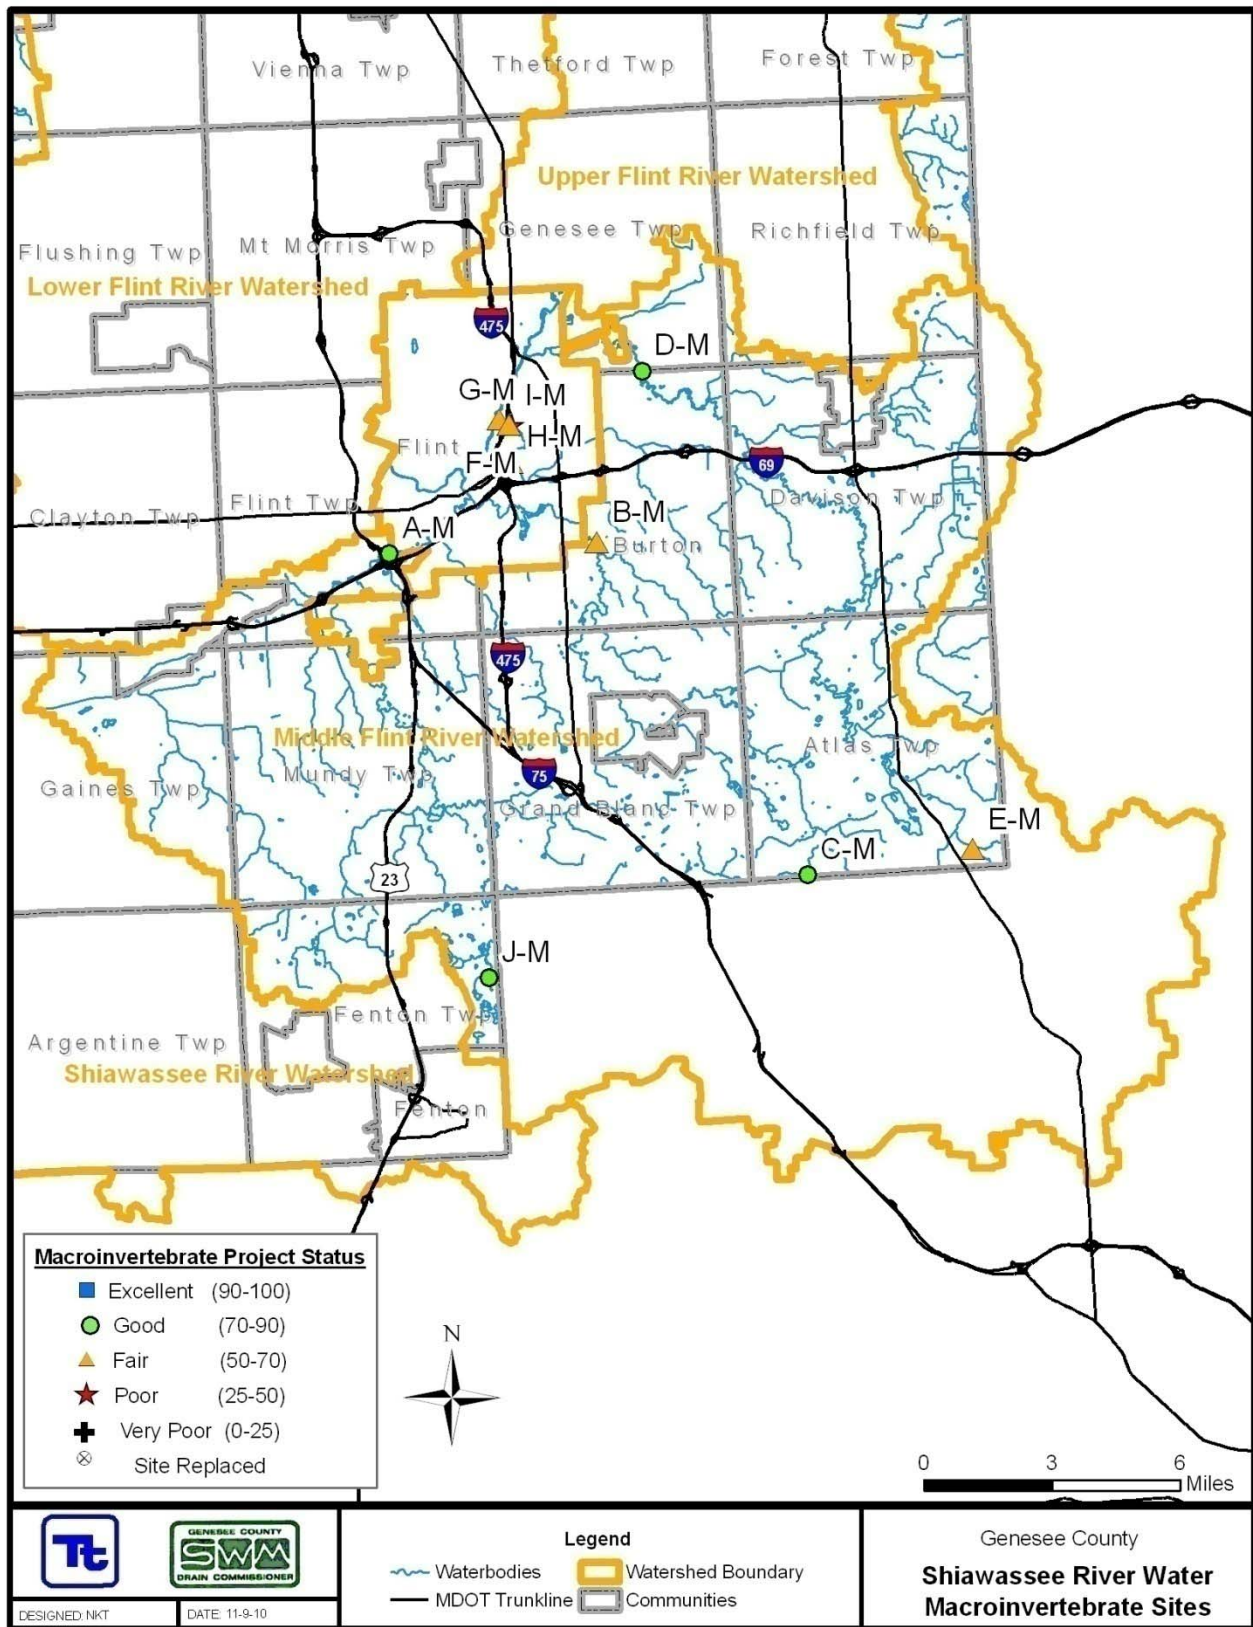 Vienna Twp
Thetford Twp
Forest Twp
Upper Flint River Watershed
Flushing Twp
Mt Morris Twp
Genesee Twp
Richfield Twp
Lower Flint River Watershed
475
D-M
G-M
I-M
H-M
Flint
F-M
69
Clayton Twp
Flint Twp
Davison Twp
A-M
B-M
Burton
475
Middle Flint River Watershed
Atlas Twp
Gaines Twp
Mundy Twp
75
Grand Blanc Twp
E-M
C-M
23
J-M
Fenton Twp
Argentine Twp
Shiawassee River Watershed
Fenton
Macroinvertebrate Project Status
Excellent (90-100)
Good (70-90)
Fair (50-70)
Poor (25-50)
Very Poor (0-25)
Site Replaced
N
0 3 6
Miles
Tt
GENESEE COUNTY
SWM
DRAIN COMMISSIONER
DESIGNED: NKT
DATE: 11-9-10
Legend
Waterbodies
Watershed Boundary
MDOT Trunkline
Communities
Genesee County
Shiawassee River Water
Macroinvertebrate Sites